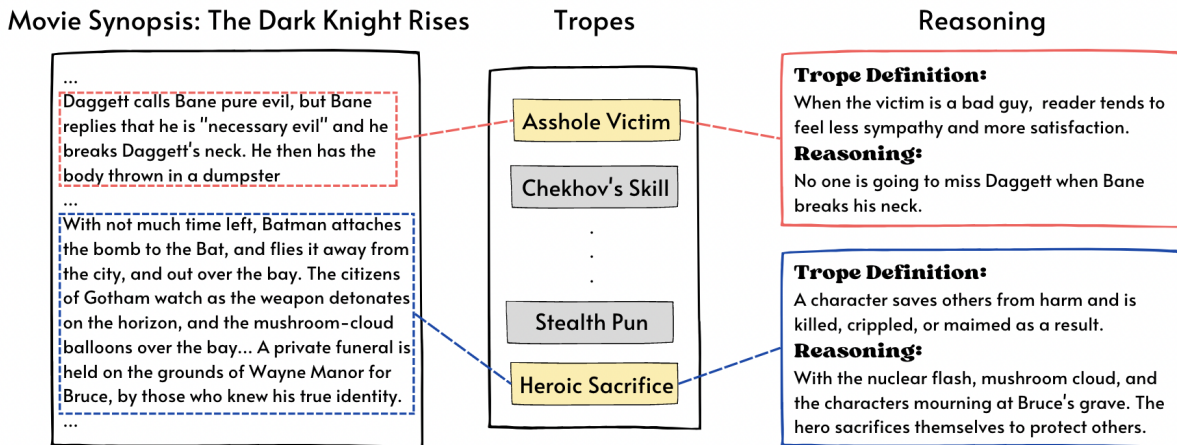 Movie Synopsis: The Dark Knight Rises
...
Daggett calls Bane pure evil, but Bane
replies that he is "necessary evil" and he
breaks Daggett's neck. He then has the
body thrown in a dumpster
...
With not much time left, Batman attaches
the bomb to the Bat, and flies it away from
the city, and out over the bay. The citizens
of Gotham watch as the weapon detonates
on the horizon, and the mushroom-cloud
balloons over the bay... A private funeral is
held on the grounds of Wayne Manor for
Bruce, by those who knew his true identity.
...
Tropes
Asshole Victim
Chekhov's Skill
.
.
.
Stealth Pun
Heroic Sacrifice
Reasoning
Trope Definition:
When the victim is a bad guy, reader tends to
feel less sympathy and more satisfaction.
Reasoning:
No one is going to miss Daggett when Bane
breaks his neck.
Trope Definition:
A character saves others from harm and is
killed, crippled, or maimed as a result.
Reasoning:
With the nuclear flash, mushroom cloud, and
the characters mourning at Bruce's grave. The
hero sacrifices themselves to protect others.